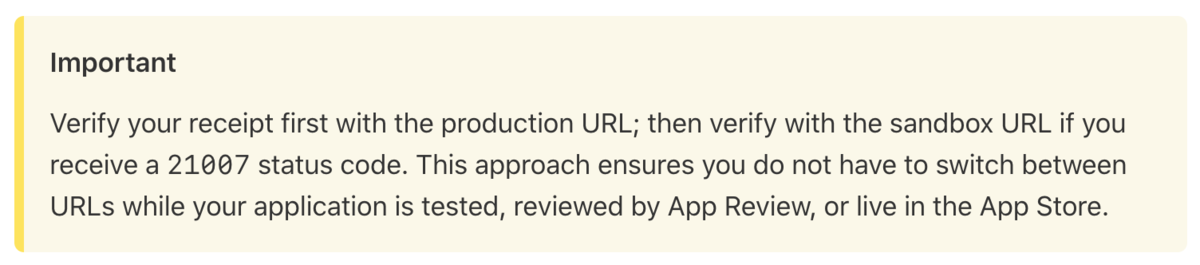 Important
Verify your receipt first with the production URL; then verify with the sandbox URL if you
receive a 21007 status code. This approach ensures you do not have to switch between
URLs while your application is tested, reviewed by App Review, or live in the App Store.